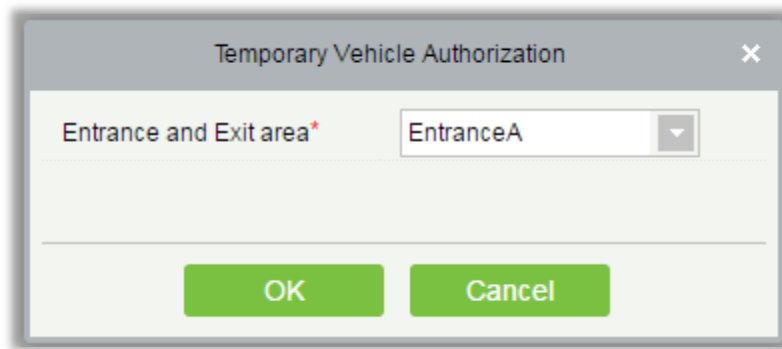 Temporary Vehicle Authorization
Entrance and Exit area* EntranceA
OK Cancel